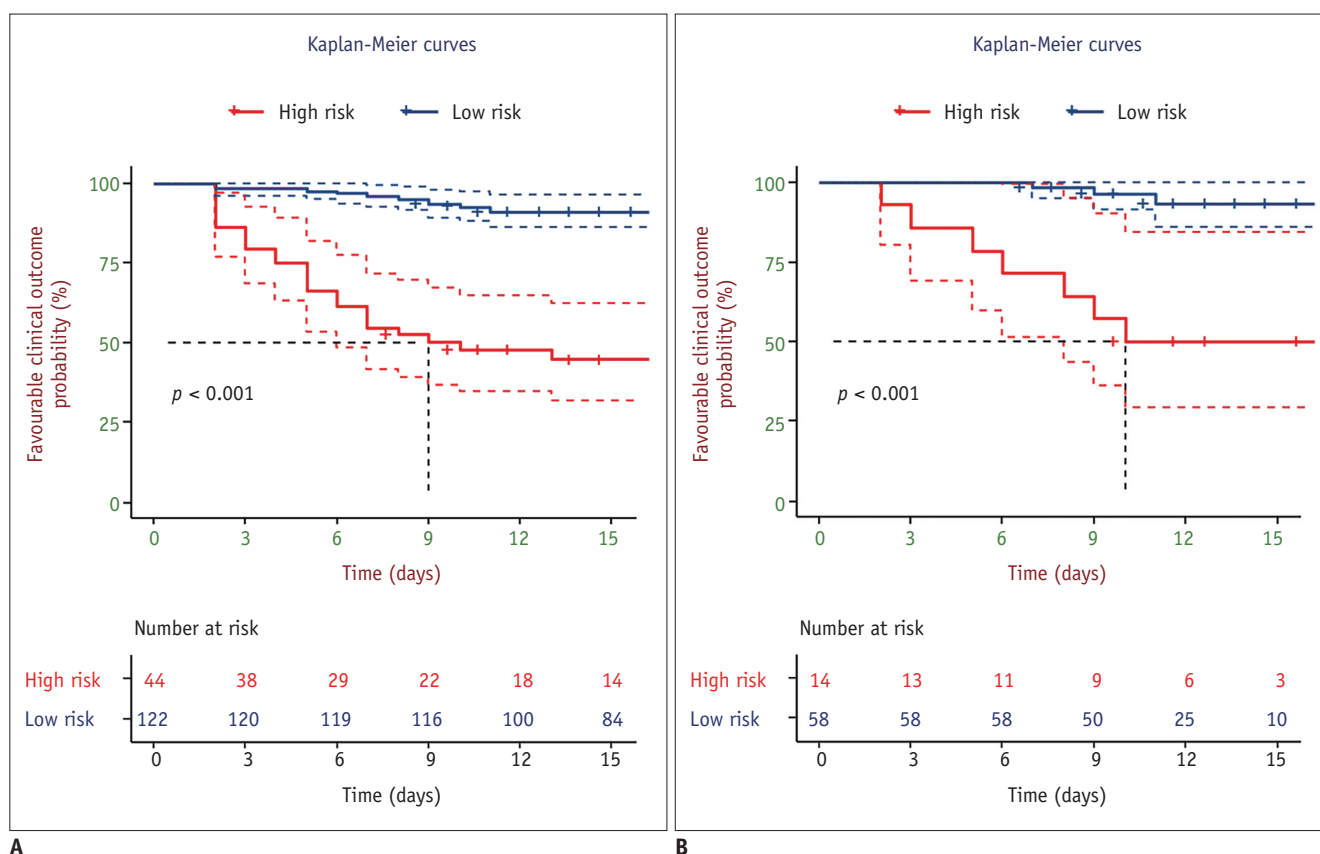 Kaplan-Meier curves
High risk Low risk
Favourable clinical outcome
probability (%)
100
75
50
25
0
p < 0.001
0 3 6 9 12 15
Time (days)
Number at risk
High risk 44 38 29 22 18 14
Low risk 122 120 119 116 100 84
0 3 6 9 12 15
Time (days)
A
Kaplan-Meier curves
High risk Low risk
Favourable clinical outcome
probability (%)
100
75
50
25
0
p < 0.001
0 3 6 9 12 15
Time (days)
Number at risk
High risk 14 13 11 9 6 3
Low risk 58 58 58 50 25 10
0 3 6 9 12 15
Time (days)
B